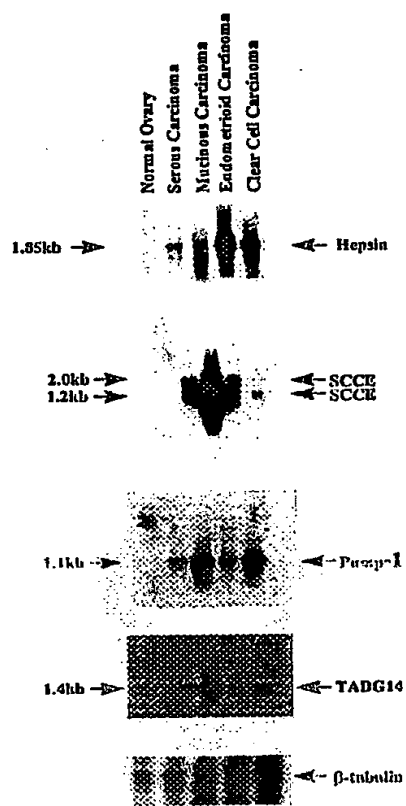 Normal Ovary
Serous Carcinoma
Mucinous Carcinoma
Endometrioid Carcinoma
Clear Cell Carcinoma
1.85kb Hepsin
2.0kb SCCE
1.2kb SCCE
1.1kb Pump-1
1.4kb TADG14
β-tubulin